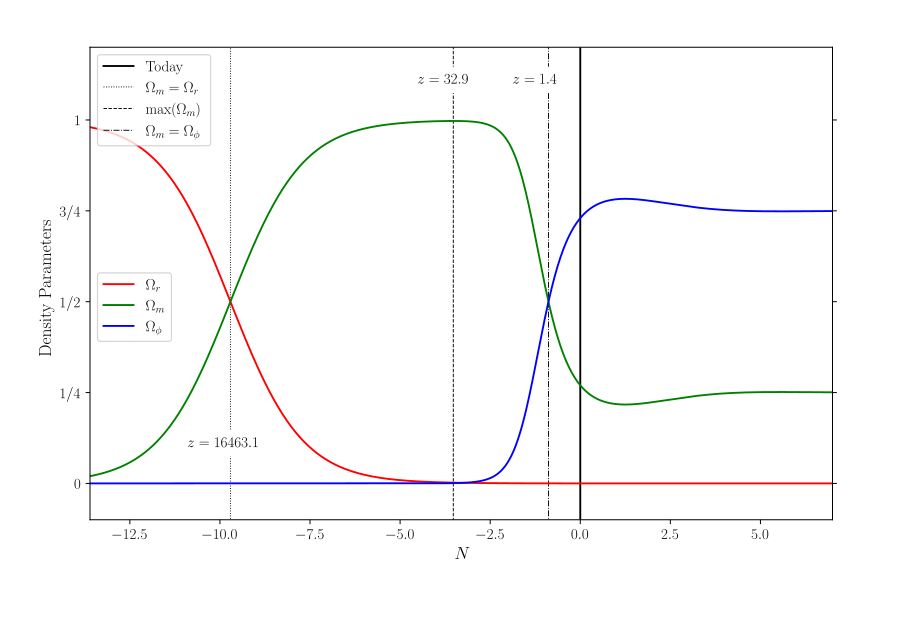 Today
Ωₘ = Ωᵣ
max(Ωₘ)
Ωₘ = Ω_ϕ
z = 32.9
z = 1.4
1
3/4
1/2
1/4
0
Density Parameters
Ωᵣ
Ωₘ
Ω_ϕ
z = 16463.1
−12.5
−10.0
−7.5
−5.0
−2.5
0.0
2.5
5.0
N